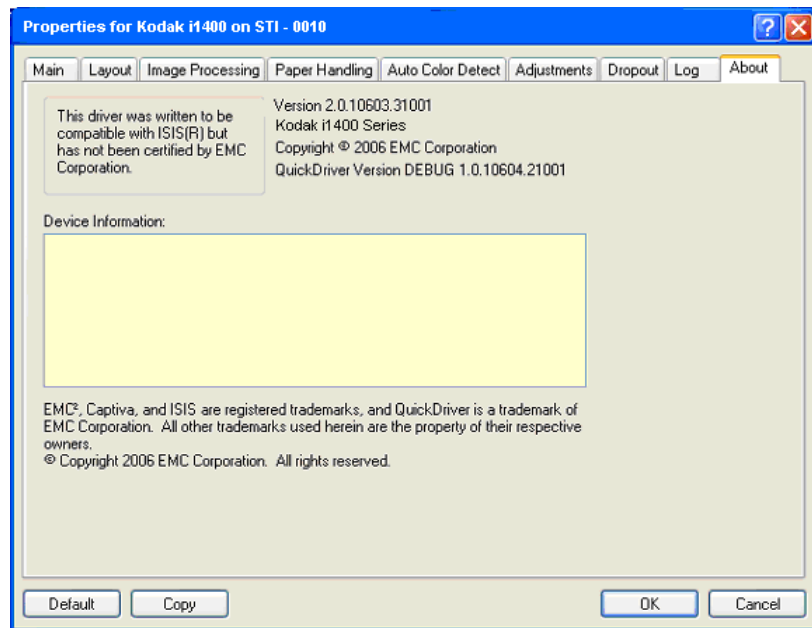 Properties for Kodak i1400 on STI - 0010
Main Layout Image Processing Paper Handling Auto Color Detect Adjustments Dropout Log About
This driver was written to be
compatible with ISIS(R) but
has not been certified by EMC
Corporation.
Version 2.0.10603.31001
Kodak i1400 Series
Copyright © 2006 EMC Corporation
QuickDriver Version DEBUG 1.0.10604.21001
Device Information:
EMC², Captiva, and ISIS are registered trademarks, and QuickDriver is a trademark of
EMC Corporation. All other trademarks used herein are the property of their respective
owners.
© Copyright 2006 EMC Corporation. All rights reserved.
Default Copy OK Cancel